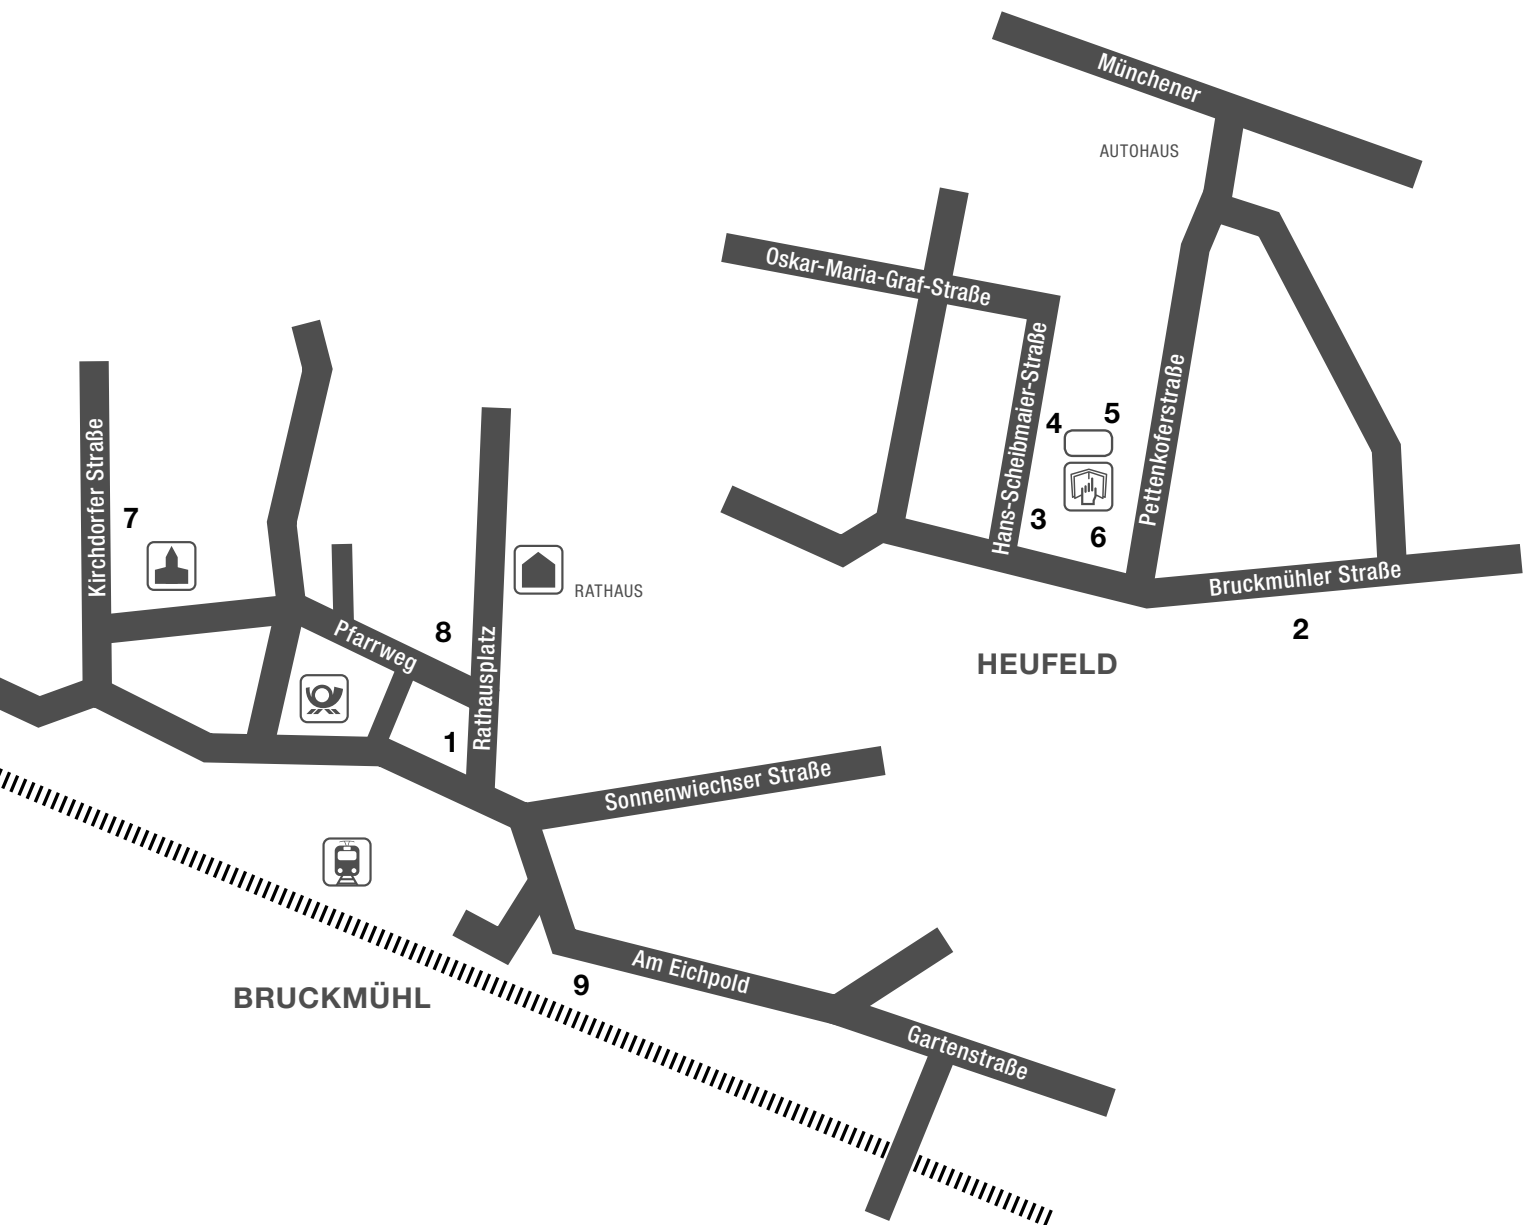 Münchener
AUTOHAUS
Oskar-Maria-Graf-Straße
Hans-Scheibmaier-Straße
Pettenkoferstraße
4
5
3
6
Bruckmühler Straße
2
HEUFELD
Kirchdorfer Straße
7
RATHAUS
Pfarrweg
8
Rathausplatz
1
Sonnenwiechser Straße
BRUCKMÜHL
9
Am Eichpold
Gartenstraße